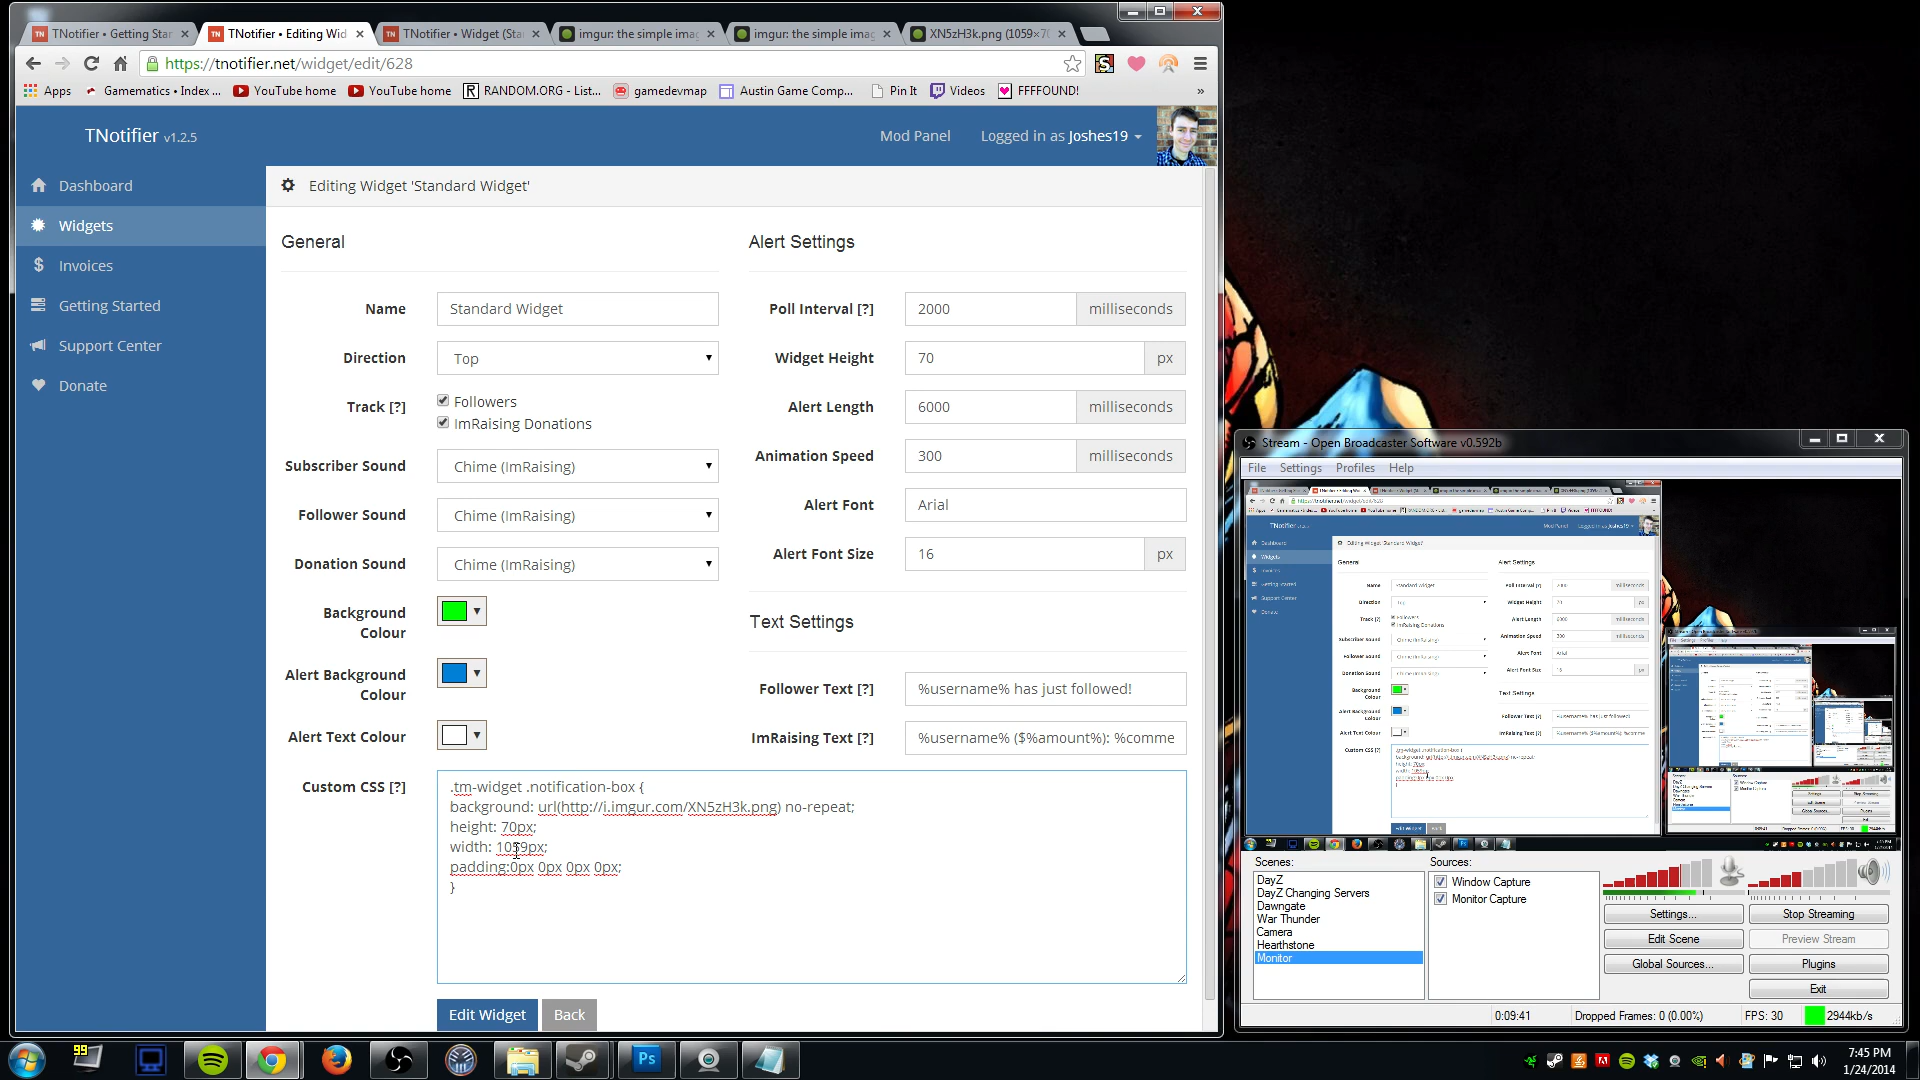 TNotifier • Getting Star
TNotifier • Editing Wid
TNotifier • Widget (Sta
imgur: the simple imag
imgur: the simple imag
XN5zH3k.png (1059×70
https://tnotifier.net/widget/edit/628
Apps
Gamematics • Index ...
YouTube home
YouTube home
RANDOM.ORG - List...
gamedevmap
Austin Game Comp...
Pin It
Videos
FFFFOUND!
»
TNotifier v1.2.5
Mod Panel
Logged in as Joshes19
Dashboard
Widgets
Invoices
Getting Started
Support Center
Donate
Editing Widget 'Standard Widget'
General
Name
Standard Widget
Direction
Top
Track [?]
Followers
ImRaising Donations
Subscriber Sound
Chime (ImRaising)
Follower Sound
Chime (ImRaising)
Donation Sound
Chime (ImRaising)
Background
Colour
Alert Background
Colour
Alert Text Colour
Custom CSS [?]
.tm-widget .notification-box {
background: url(http://i.imgur.com/XN5zH3k.png) no-repeat;
height: 70px;
width: 1059px;
padding:0px 0px 0px 0px;
}
Edit Widget
Back
Alert Settings
Poll Interval [?]
2000
milliseconds
Widget Height
70
px
Alert Length
6000
milliseconds
Animation Speed
300
milliseconds
Alert Font
Arial
Alert Font Size
16
px
Text Settings
Follower Text [?]
%username% has just followed!
ImRaising Text [?]
%username% ($%amount%): %comme
Stream - Open Broadcaster Software v0.592b
File
Settings
Profiles
Help
Scenes:
DayZ
DayZ Changing Servers
Dawngate
War Thunder
Camera
Hearthstone
Monitor
Sources:
Window Capture
Monitor Capture
Settings...
Stop Streaming
Edit Scene
Preview Stream
Global Sources...
Plugins
Exit
0:09:41
Dropped Frames: 0 (0.00%)
FPS: 30
2944kb/s
99
Ps
7:45 PM
1/24/2014